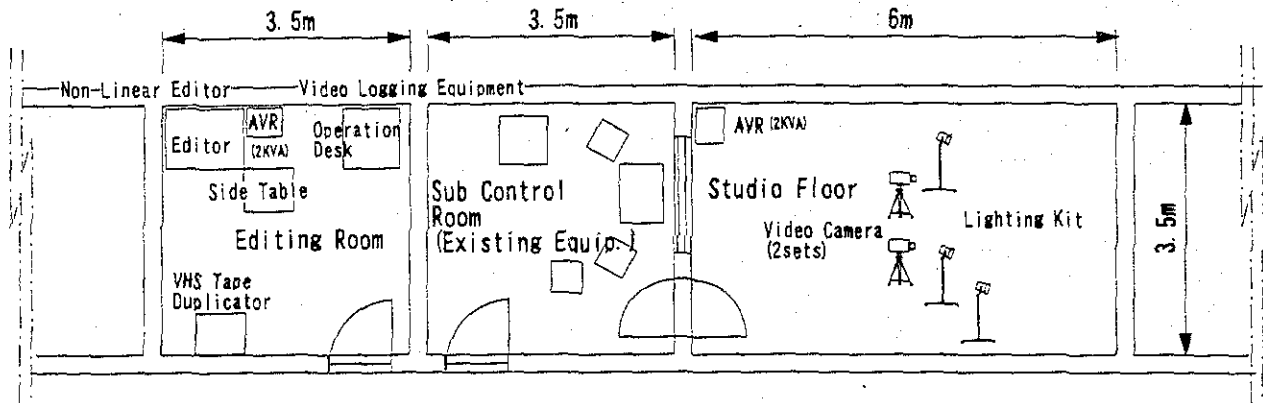 3.5m
3.5m
6m
Non-Linear Editor
Video Logging Equipment
Editor
AVR
(2KVA)
Operation
Desk
Side Table
Editing Room
VHS Tape
Duplicator
Sub Control
Room
(Existing Equip.)
AVR (2KVA)
Studio Floor
Video Camera
(2sets)
Lighting Kit
3.5m